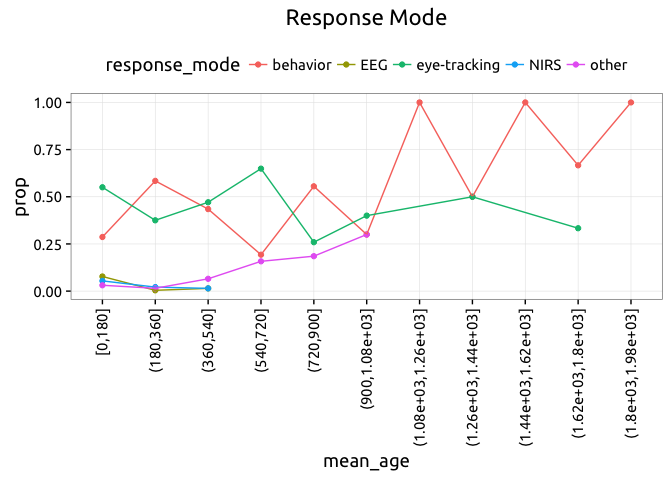 Response Mode
response_mode behavior EEG eye-tracking NIRS other
1.00
0.75
0.50
0.25
0.00
prop
[0,180]
(180,360]
(360,540]
(540,720]
(720,900]
(900,1.08e+03]
(1.08e+03,1.26e+03]
(1.26e+03,1.44e+03]
(1.44e+03,1.62e+03]
(1.62e+03,1.8e+03]
(1.8e+03,1.98e+03]
mean_age